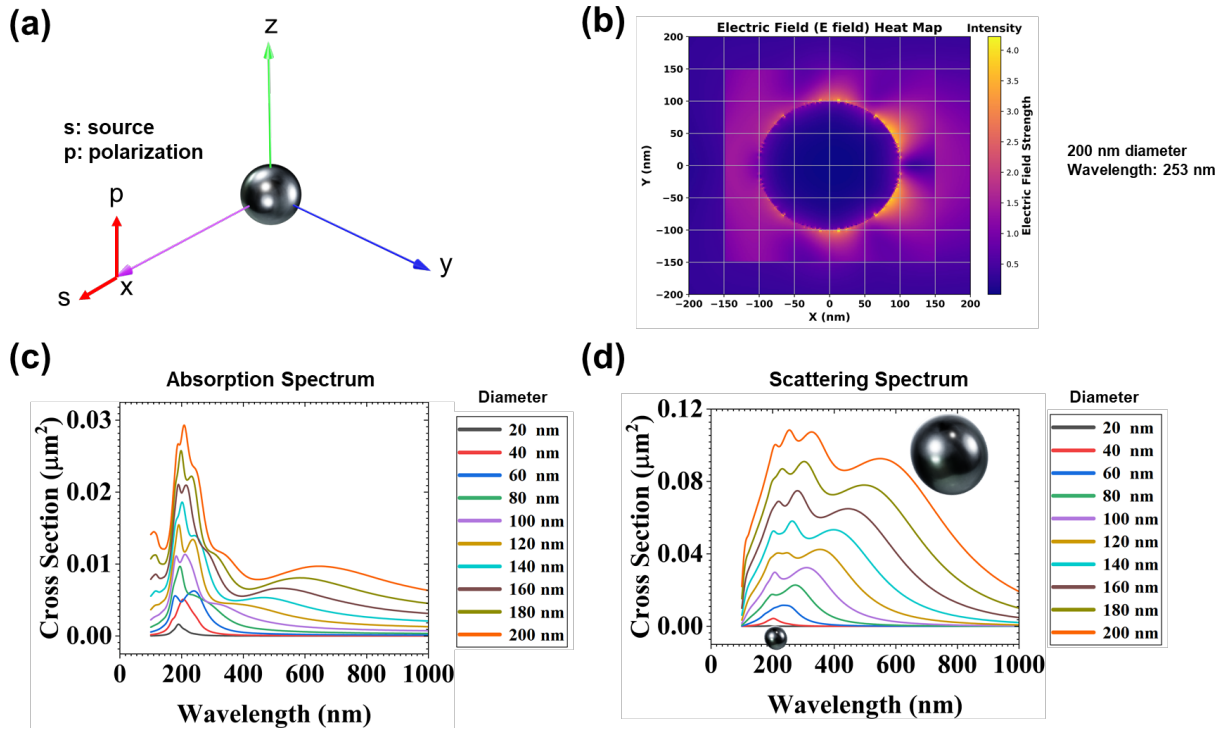 (a)
z
s: source
p: polarization
p
s
x
y
(b)
Electric Field (E field) Heat Map
Intensity
200
150
100
50
0
−50
−100
−150
−200
−200
−150
−100
−50
0
50
100
150
200
Y (nm)
X (nm)
4.0
3.5
3.0
2.5
2.0
1.5
1.0
0.5
Electric Field Strength
200 nm diameter
Wavelength: 253 nm
(c)
Absorption Spectrum
Cross Section (μm²)
0.03
0.02
0.01
0.00
0
200
400
600
800
1000
Wavelength (nm)
Diameter
20 nm
40 nm
60 nm
80 nm
100 nm
120 nm
140 nm
160 nm
180 nm
200 nm
(d)
Scattering Spectrum
Cross Section (μm²)
0.12
0.08
0.04
0.00
0
200
400
600
800
1000
Wavelength (nm)
Diameter
20 nm
40 nm
60 nm
80 nm
100 nm
120 nm
140 nm
160 nm
180 nm
200 nm